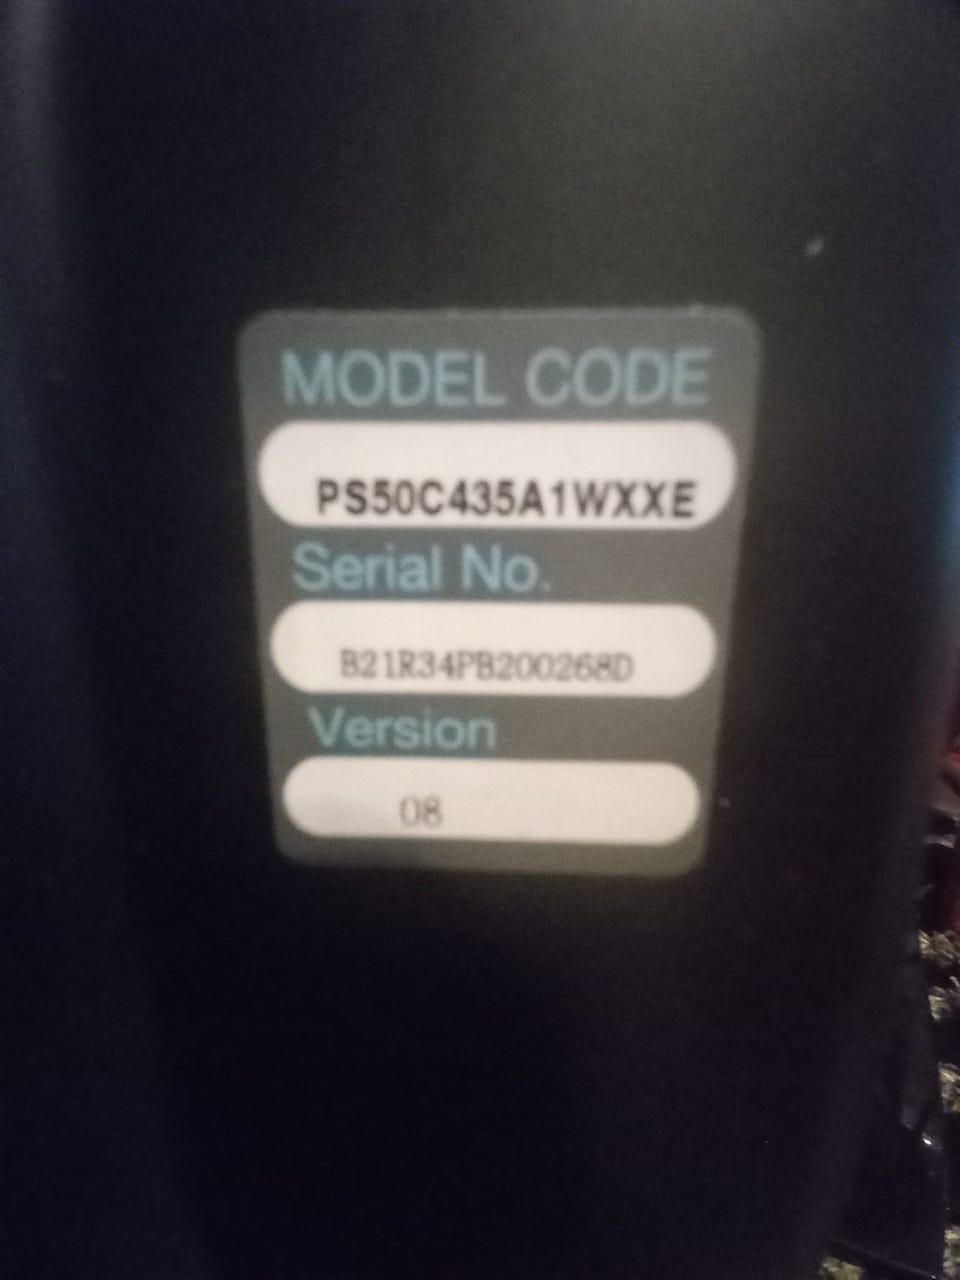 MODEL CODE
PS50C435A1WXXE
Serial No.
B21R34PB200268D
Version
08